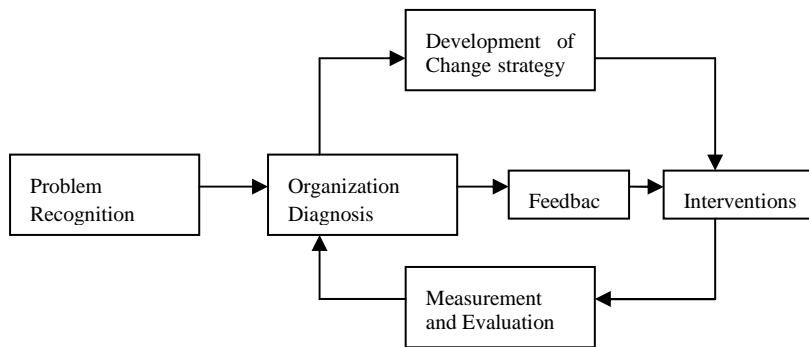 Development of
Change strategy
Problem
Recognition
Organization
Diagnosis
Feedbac
Interventions
Measurement
and Evaluation